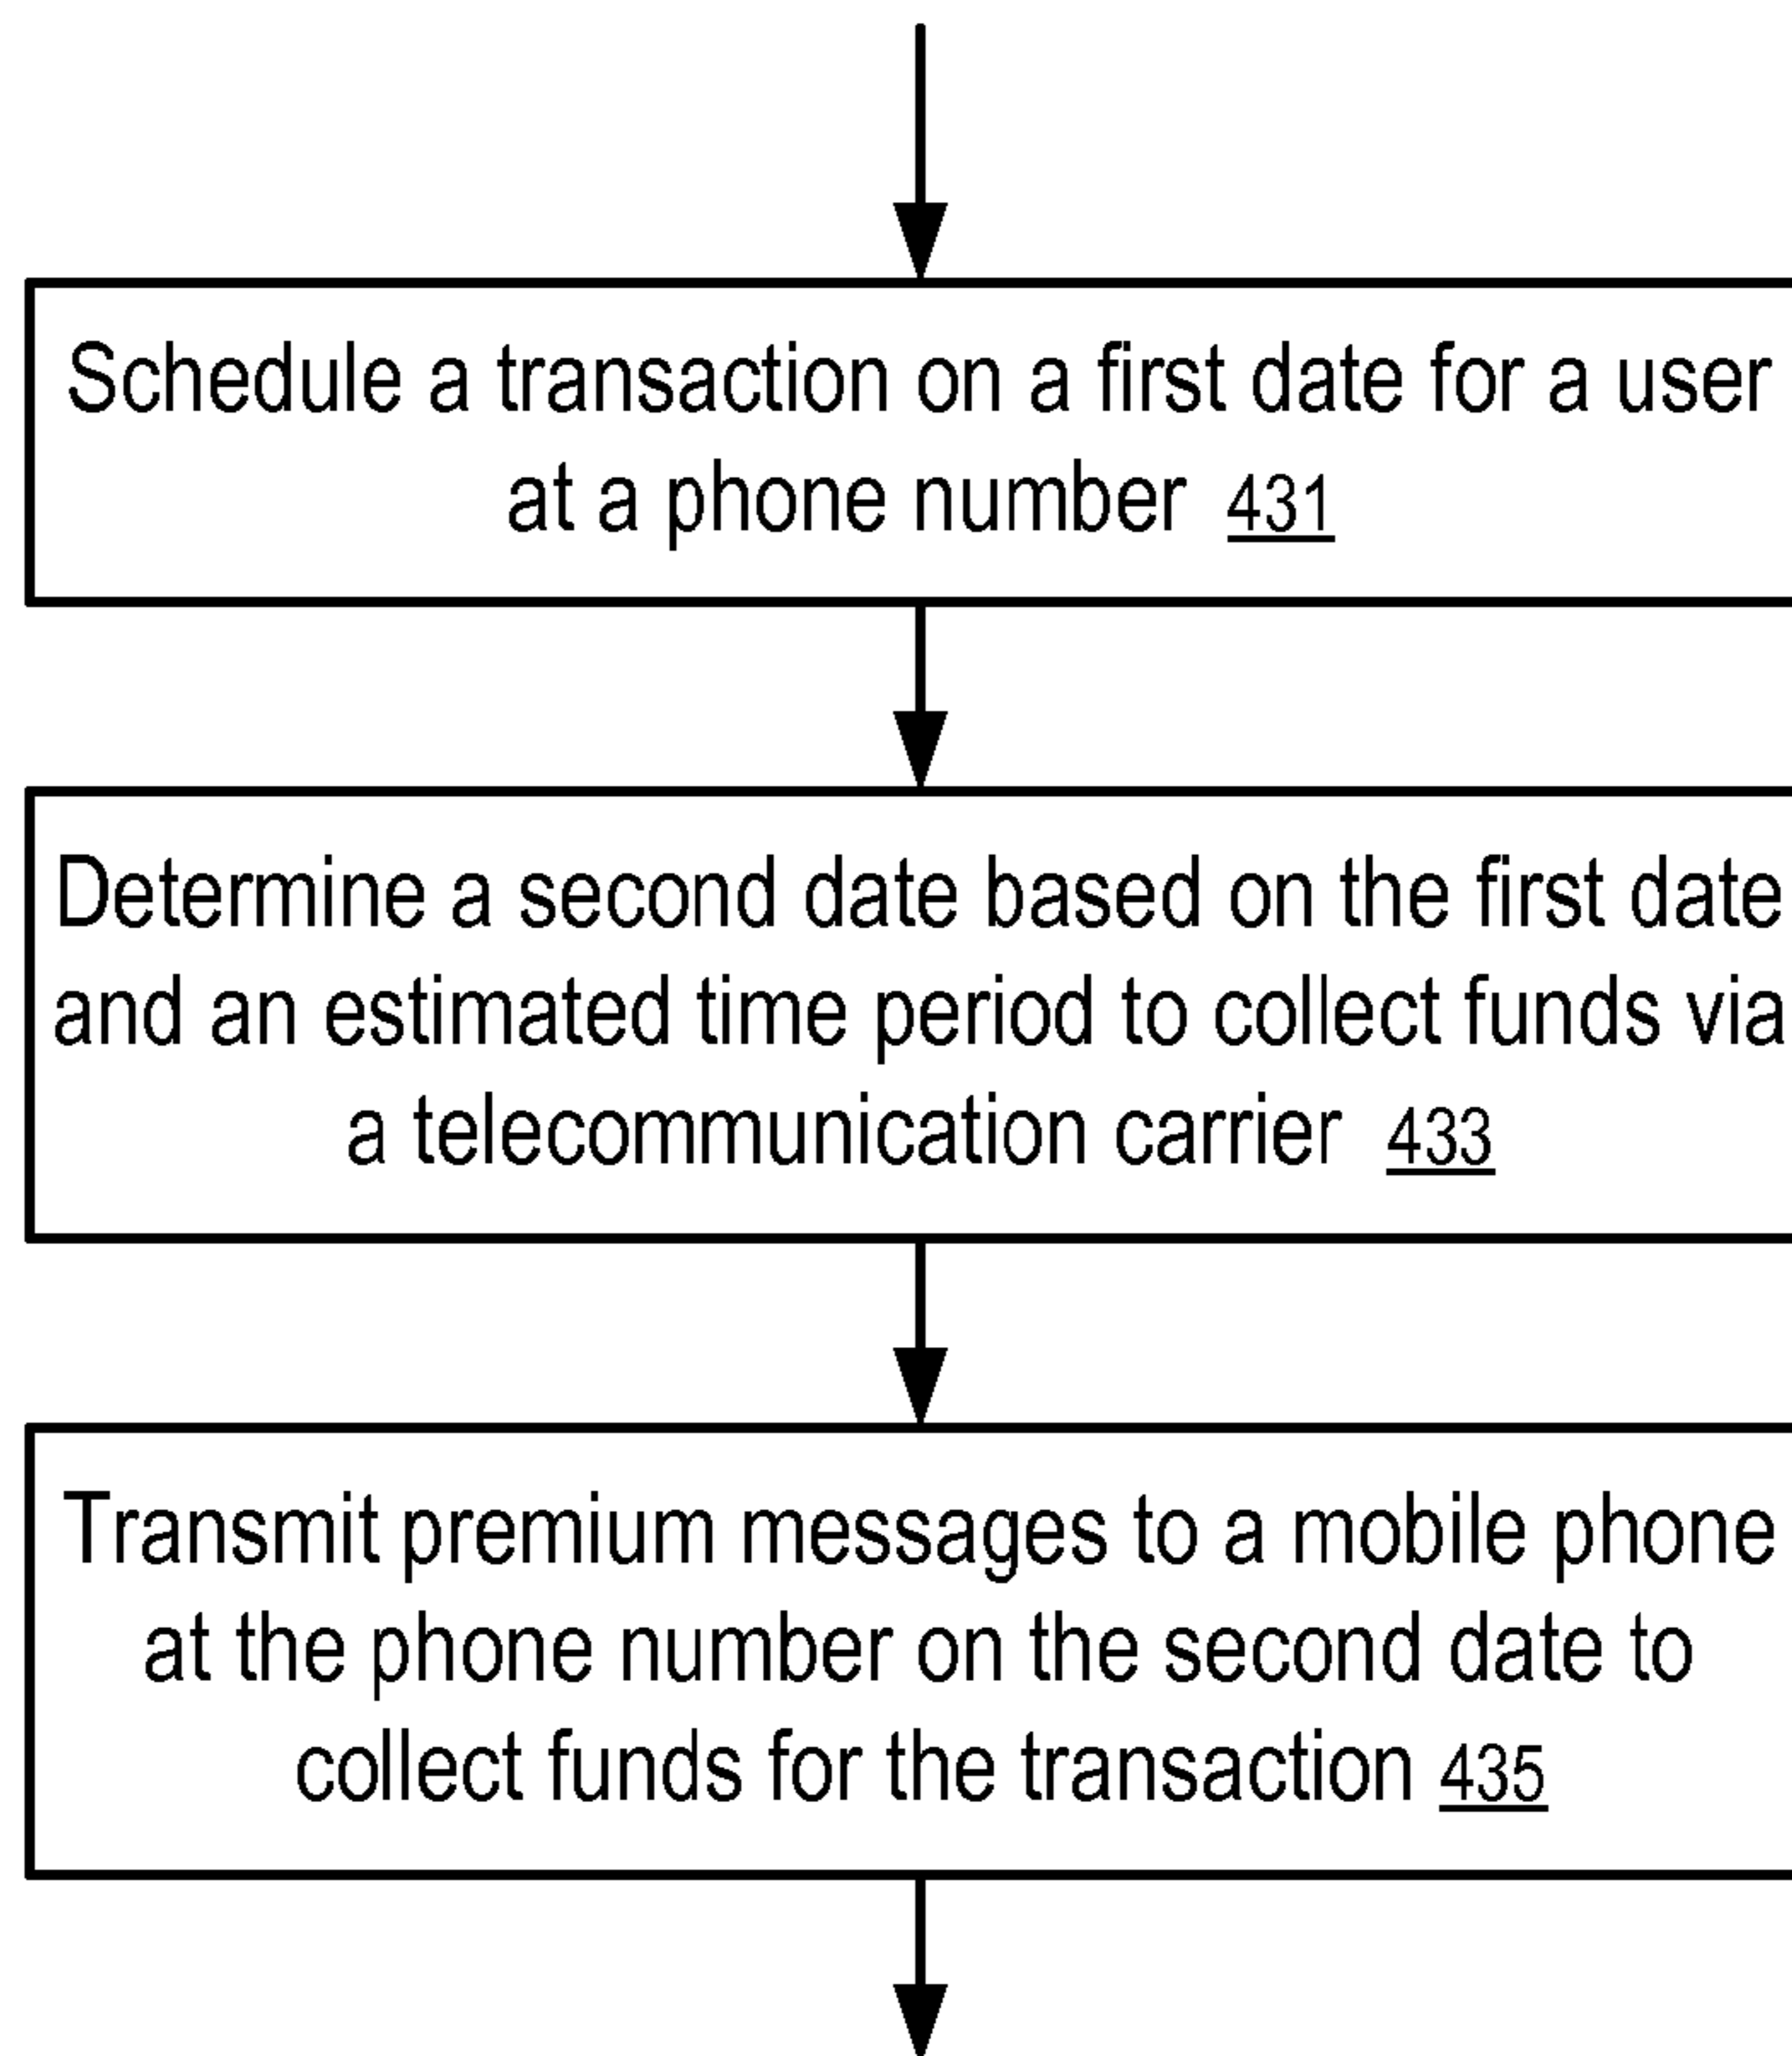 Schedule a transaction on a first date for a user
at a phone number 431
Determine a second date based on the first date
and an estimated time period to collect funds via
a telecommunication carrier 433
Transmit premium messages to a mobile phone
at the phone number on the second date to
collect funds for the transaction 435